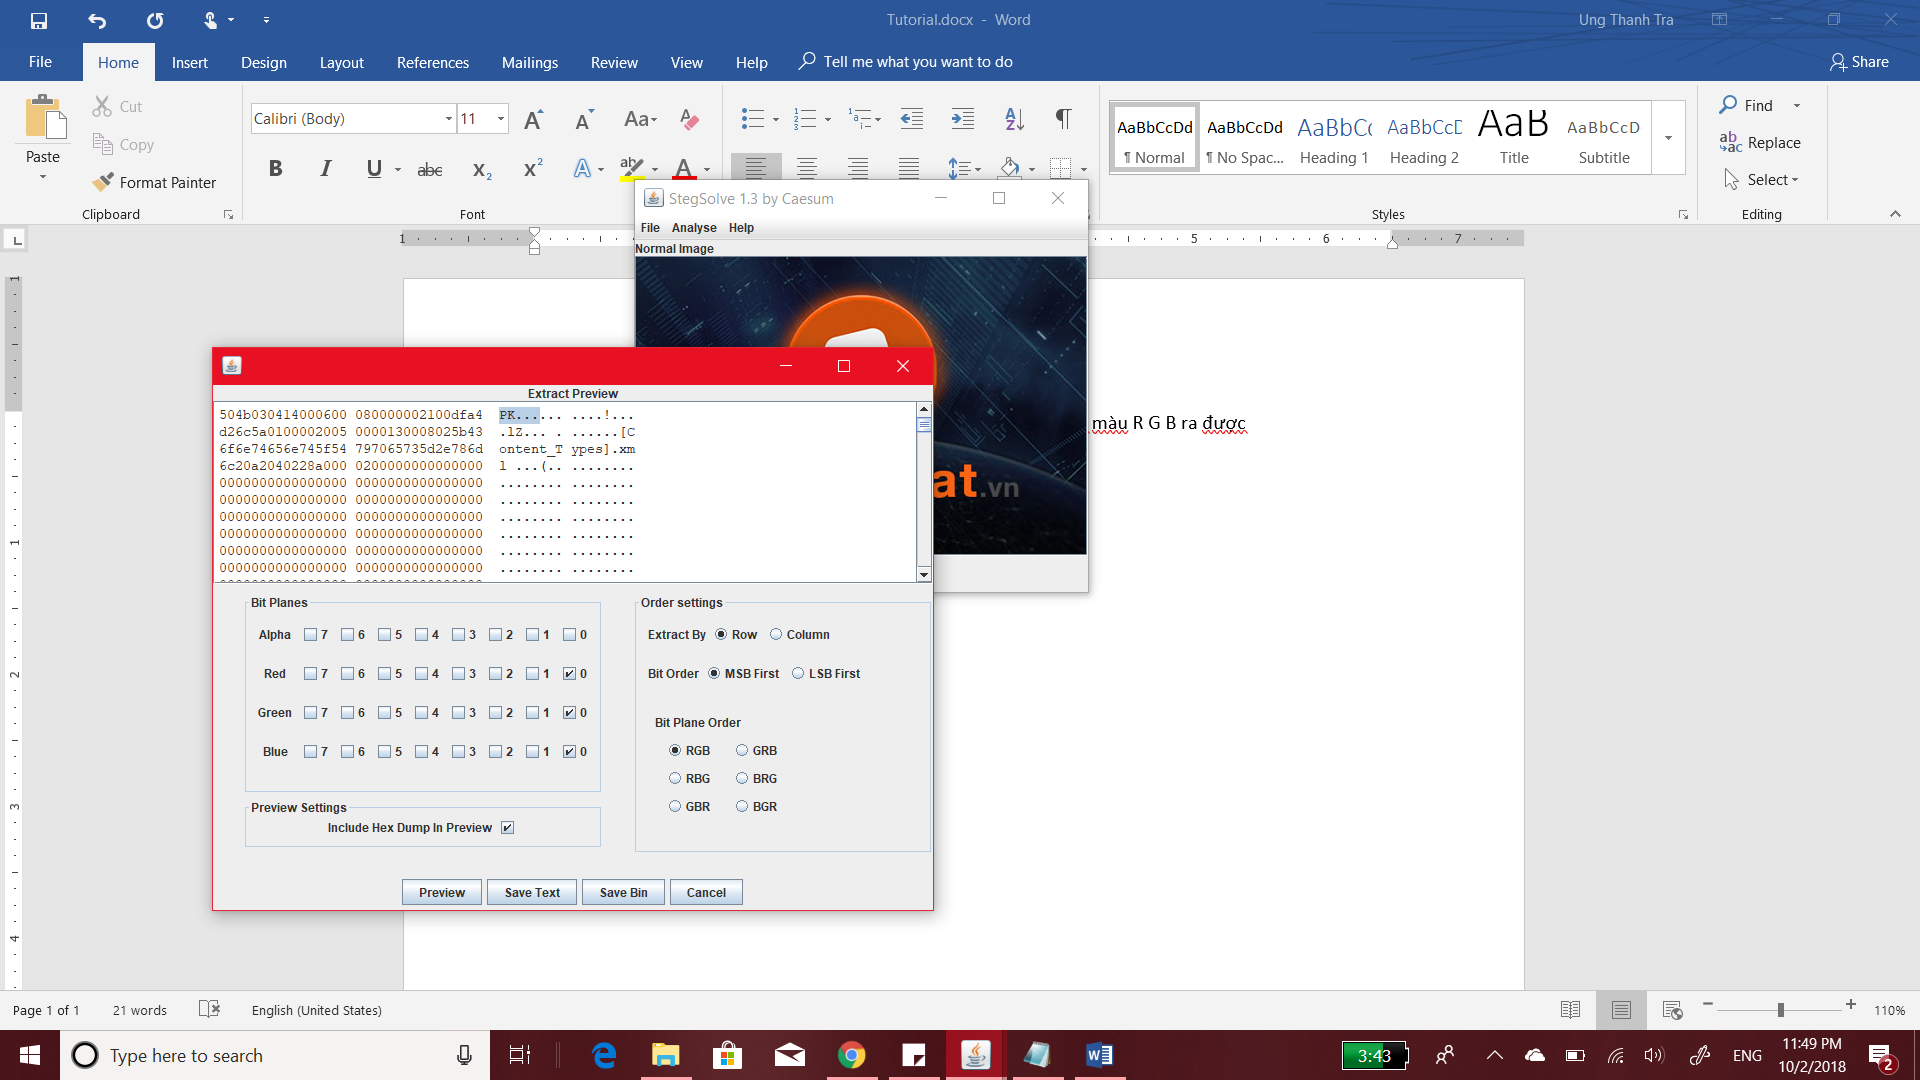 Tutorial.docx - Word
Ung Thanh Tra
File Home Insert Design Layout References Mailings Review View Help Tell me what you want to do
Share
Paste
Cut
Copy
Format Painter
Clipboard
Calibri (Body) 11
Font
AaBbCcDd AaBbCcDd AaBbCc AaBbCcD AaB AaBbCcD
¶ Normal ¶ No Spac... Heading 1 Heading 2 Title Subtitle
Styles
Find
Replace
Select
Editing
StegSolve 1.3 by Caesum
File Analyse Help
Normal Image
1 5 6 7
màu R G B ra được
at.vn
Extract Preview
504b030414000600 080000002100dfa4 PK...... ....!...
d26c5a0100002005 0000130008025b43 .lZ... . ......[C
6f6e74656e745f54 797065735d2e786d ontent_T ypes].xm
6c20a2040228a000 0200000000000000 l ...(.. ........
0000000000000000 0000000000000000 ........ ........
0000000000000000 0000000000000000 ........ ........
0000000000000000 0000000000000000 ........ ........
0000000000000000 0000000000000000 ........ ........
0000000000000000 0000000000000000 ........ ........
0000000000000000 0000000000000000 ........ ........
Bit Planes
Alpha 7 6 5 4 3 2 1 0
Red 7 6 5 4 3 2 1 0
Green 7 6 5 4 3 2 1 0
Blue 7 6 5 4 3 2 1 0
Preview Settings
Include Hex Dump In Preview
Order settings
Extract By Row Column
Bit Order MSB First LSB First
Bit Plane Order
RGB GRB
RBG BRG
GBR BGR
Preview Save Text Save Bin Cancel
Page 1 of 1 21 words English (United States)
110%
Type here to search
3:43
ENG
11:49 PM
10/2/2018
2